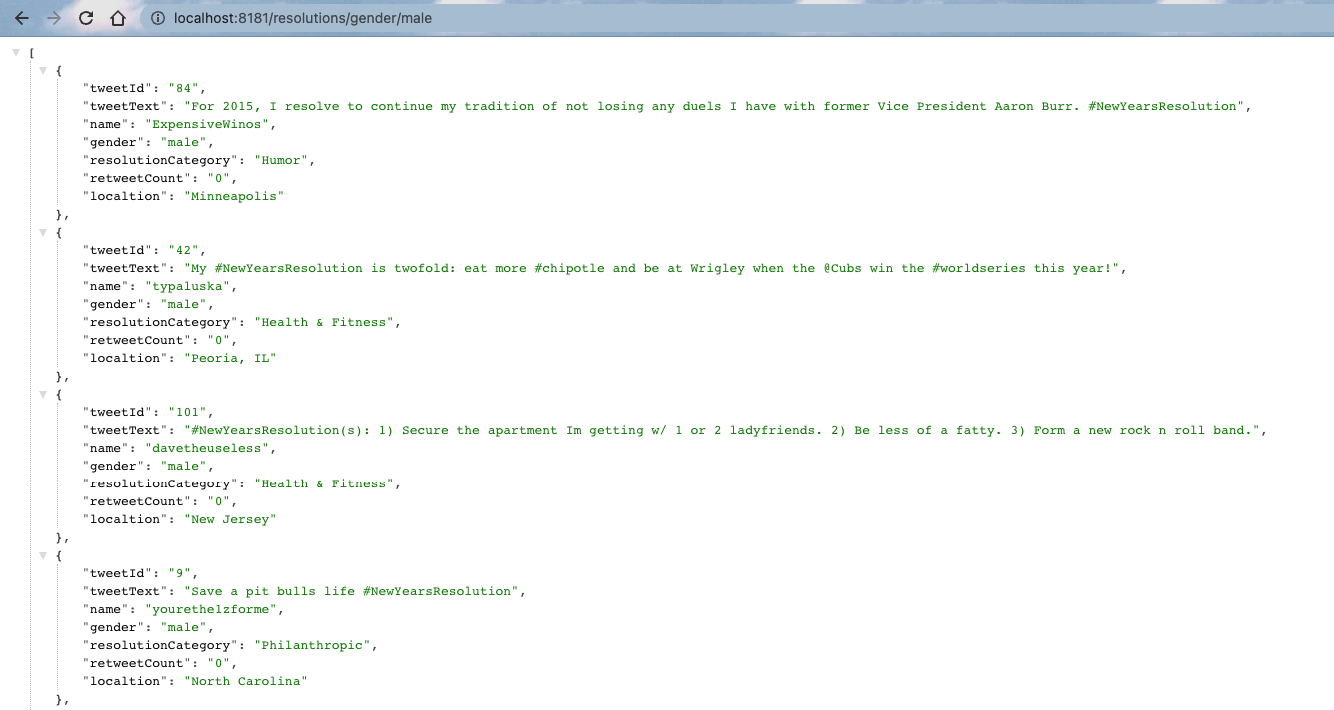 localhost:8181/resolutions/gender/male
[
{
"tweetId": "84",
"tweetText": "For 2015, I resolve to continue my tradition of not losing any duels I have with former Vice President Aaron Burr. #NewYearsResolution",
"name": "ExpensiveWinos",
"gender": "male",
"resolutionCategory": "Humor",
"retweetCount": "0",
"localtion": "Minneapolis"
},
{
"tweetId": "42",
"tweetText": "My #NewYearsResolution is twofold: eat more #chipotle and be at Wrigley when the @Cubs win the #worldseries this year!",
"name": "typaluska",
"gender": "male",
"resolutionCategory": "Health & Fitness",
"retweetCount": "0",
"localtion": "Peoria, IL"
},
{
"tweetId": "101",
"tweetText": "#NewYearsResolution(s): 1) Secure the apartment Im getting w/ 1 or 2 ladyfriends. 2) Be less of a fatty. 3) Form a new rock n roll band.",
"name": "davetheuseless",
"gender": "male",
"resolutionCategory": "Health & Fitness",
"retweetCount": "0",
"localtion": "New Jersey"
},
{
"tweetId": "9",
"tweetText": "Save a pit bulls life #NewYearsResolution",
"name": "yourethe1zforme",
"gender": "male",
"resolutionCategory": "Philanthropic",
"retweetCount": "0",
"localtion": "North Carolina"
},